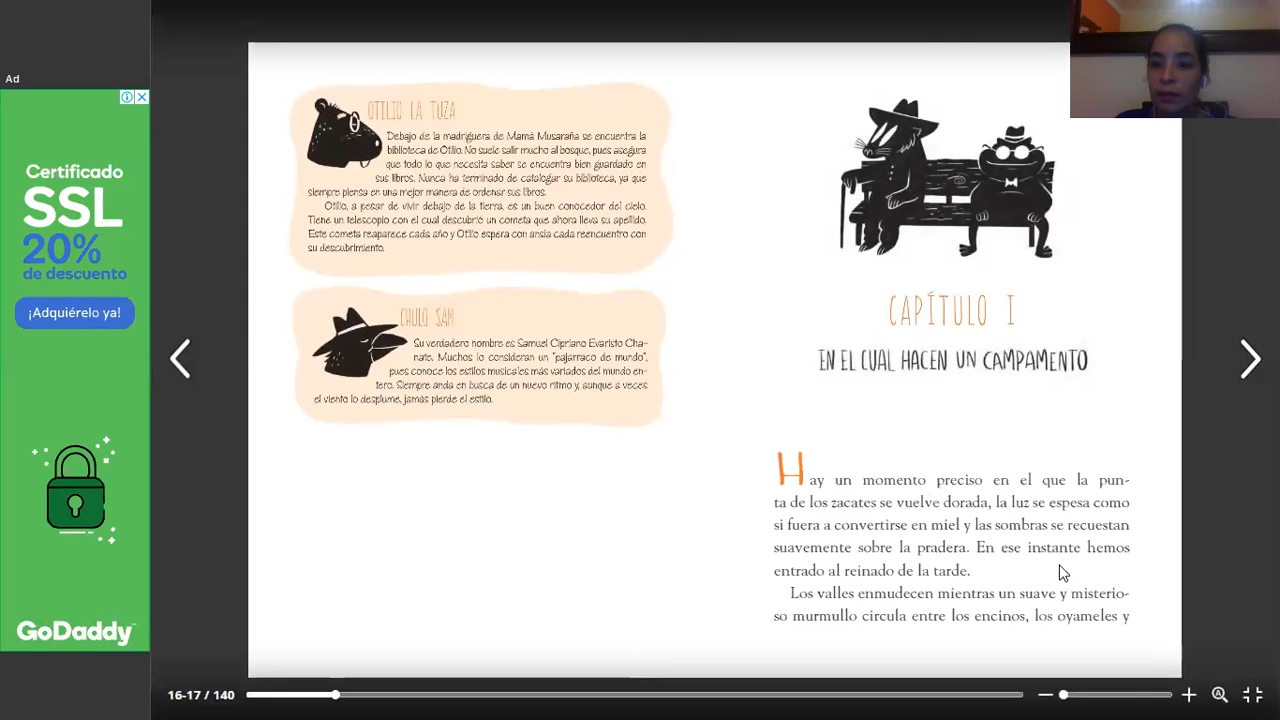 Ad
Certificado
SSL
20%
de descuento
¡Adquiérelo ya!
GoDaddy
OTILIO LA TUZA
Debajo de la madriguera de Mamá Musaraña se encuentra la
biblioteca de Otilio. No suele salir mucho al bosque, pues asegura
que todo lo que necesita saber se encuentra bien guardado en
sus libros. Nunca ha terminado de catalogar su biblioteca, ya que
siempre piensa en una mejor manera de ordenar sus libros.
Otilio, a pesar de vivir debajo de la tierra, es un buen conocedor del cielo.
Tiene un telescopio con el cual descubrió un cometa que ahora lleva su apellido.
Este cometa reaparece cada año y Otilio espera con ansia cada reencuentro con
su descubrimiento.
CHULO SAM
Su verdadero nombre es Samuel Cipriano Evaristo Cha-
nate. Muchos lo consideran un "pajarraco de mundo",
pues conoce los estilos musicales más variados del mundo en-
tero. Siempre anda en busca de un nuevo ritmo y, aunque a veces
el viento lo desplume, jamás pierde el estilo.
CAPÍTULO I
EN EL CUAL HACEN UN CAMPAMENTO
Hay un momento preciso en el que la pun-
ta de los zacates se vuelve dorada, la luz se espesa como
si fuera a convertirse en miel y las sombras se recuestan
suavemente sobre la pradera. En ese instante hemos
entrado al reinado de la tarde.
Los valles enmudecen mientras un suave y misterio-
so murmullo circula entre los encinos, los oyameles y
16-17 / 140